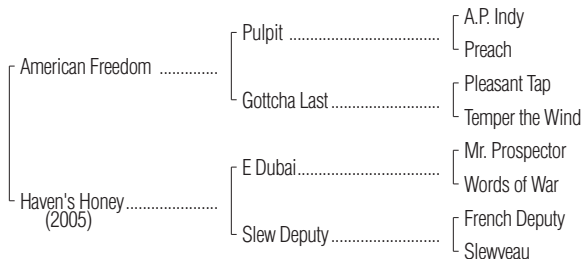 A.P. Indy
Pulpit ....................................
Preach
American Freedom ..............
Pleasant Tap
Gottcha Last ..........................
Temper the Wind
Mr. Prospector
E Dubai ..................................
Words of War
Haven's Honey ......................
(2005)
French Deputy
Slew Deputy ..........................
Slewveau